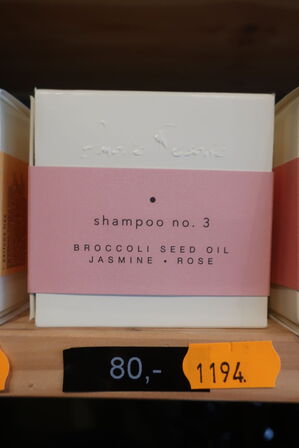 shampoo no. 3
BROCCOLI SEED OIL
JASMINE • ROSE
80,-
1194.